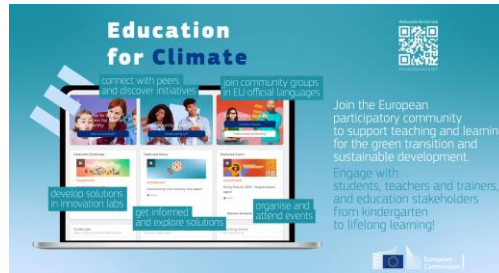 Education
for Climate
connect with peers
and discover initiatives
join community groups
in EU official languages
develop solutions
in innovation labs
get informed
and explore solutions
organise and
attend events
Join the European
participatory community
to support teaching and learning
for the green transition and
sustainable development.
Engage with
students, teachers and trainers,
and education stakeholders
from kindergarten
to lifelong learning!
European
Commission